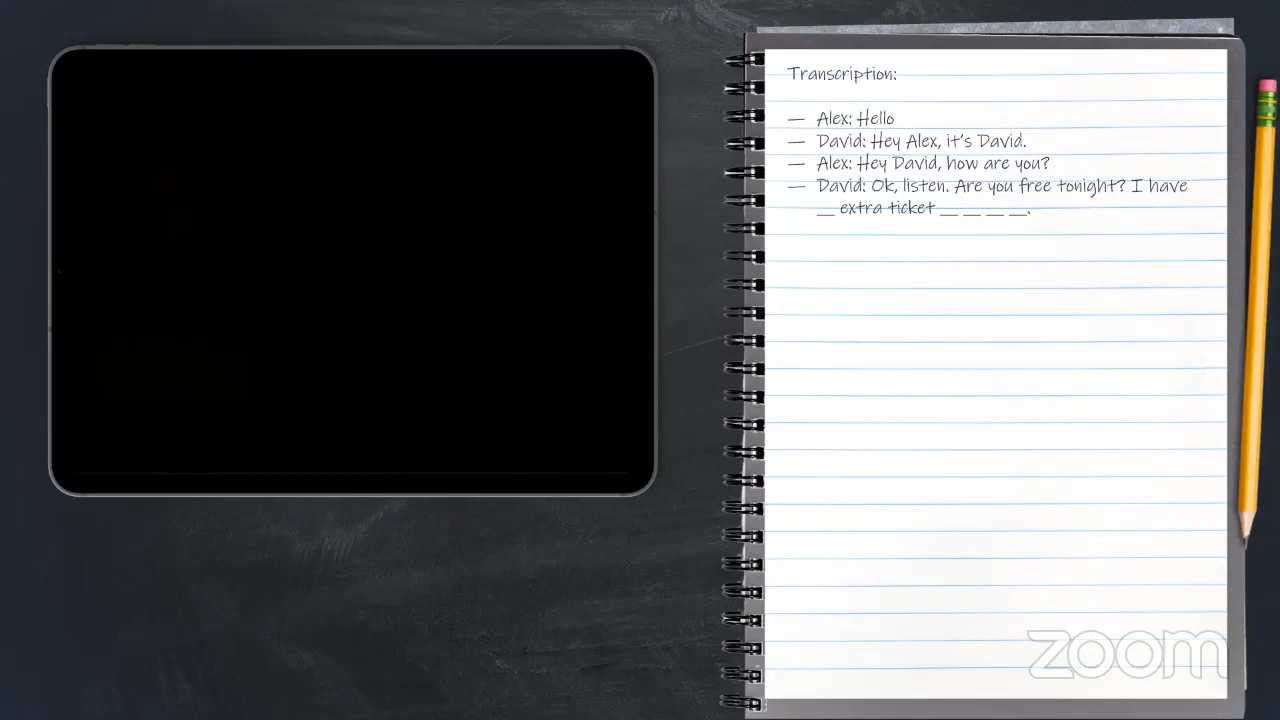 Transcription:
— Alex: Hello
— David: Hey Alex, it's David.
— Alex: Hey David, how are you?
— David: Ok, listen. Are you free tonight? I have
__ extra ticket __ __ __ __.
zoom